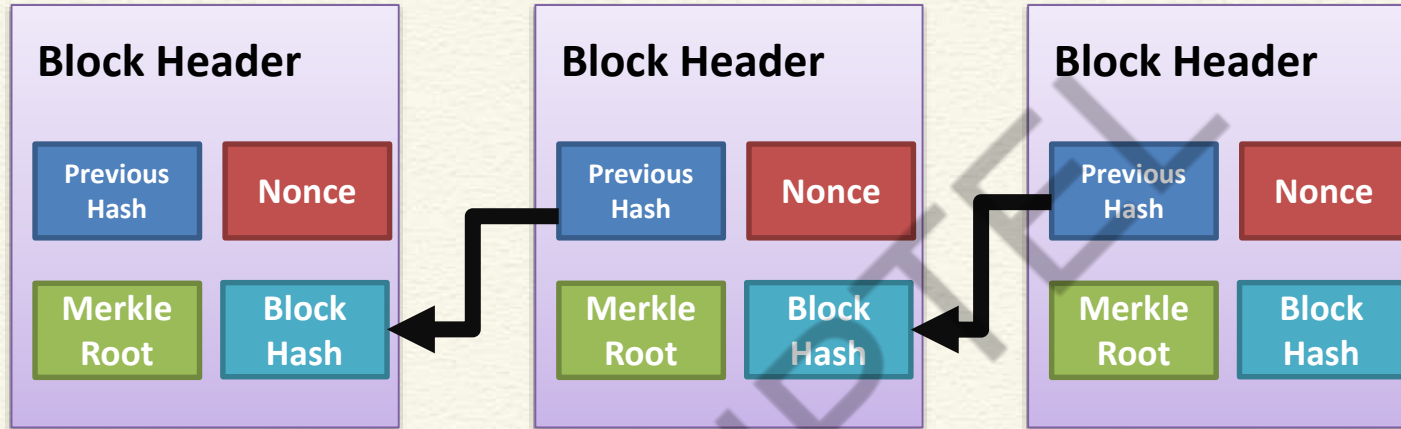 Block Header
Previous
Hash
Nonce
Merkle
Root
Block
Hash
Block Header
Previous
Hash
Nonce
Merkle
Root
Block
Hash
Block Header
Previous
Hash
Nonce
Merkle
Root
Block
Hash
NPTEL